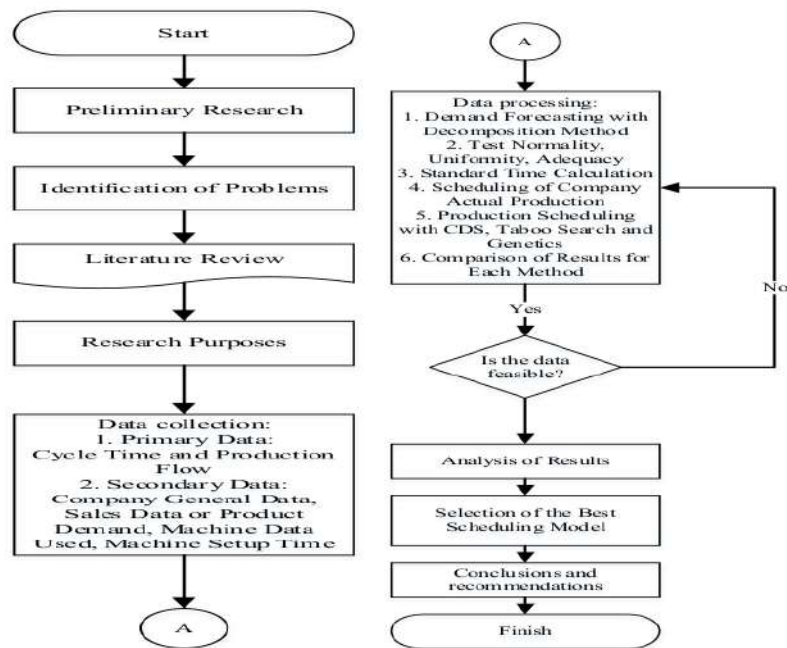 Start
Preliminary Research
Identification of Problems
Literature Review
Research Purposes
Data collection:
1. Primary Data:
Cycle Time and Production
Flow
2. Secondary Data:
Company General Data,
Sales Data or Product
Demand, Machine Data
Used, Machine Setup Time
A
A
Data processing:
1. Demand Forecasting with
Decomposition Method
2. Test Normality,
Uniformity, Adequacy
3. Standard Time Calculation
4. Scheduling of Company
Actual Production
5. Production Scheduling
with CDS, Taboo Search and
Genetics
6. Comparison of Results for
Each Method
Yes
No
Is the data
feasible?
Analysis of Results
Selection of the Best
Scheduling Model
Conclusions and
recommendations
Finish